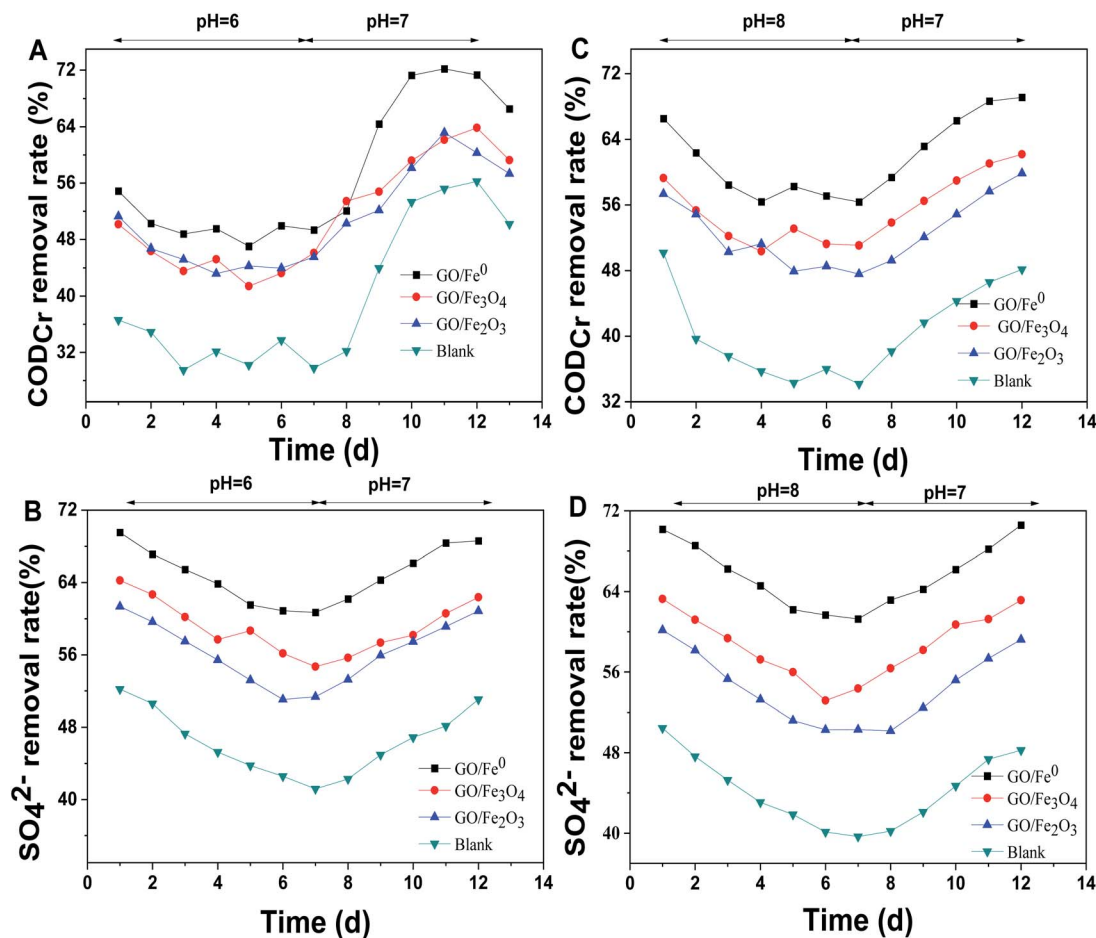 pH=6 pH=7
A
COD_Cr removal rate (%)
72
64
56
48
40
32
GO/Fe⁰
GO/Fe₃O₄
GO/Fe₂O₃
Blank
0 2 4 6 8 10 12 14
Time (d)
pH=8 pH=7
C
COD_Cr removal rate (%)
72
64
56
48
40
32
GO/Fe⁰
GO/Fe₃O₄
GO/Fe₂O₃
Blank
0 2 4 6 8 10 12 14
Time (d)
pH=6 pH=7
B
SO₄²⁻ removal rate(%)
72
64
56
48
40
GO/Fe⁰
GO/Fe₃O₄
GO/Fe₂O₃
Blank
0 2 4 6 8 10 12 14
Time (d)
pH=8 pH=7
D
SO₄²⁻ removal rate(%)
72
64
56
48
40
GO/Fe⁰
GO/Fe₃O₄
GO/Fe₂O₃
Blank
0 2 4 6 8 10 12 14
Time (d)